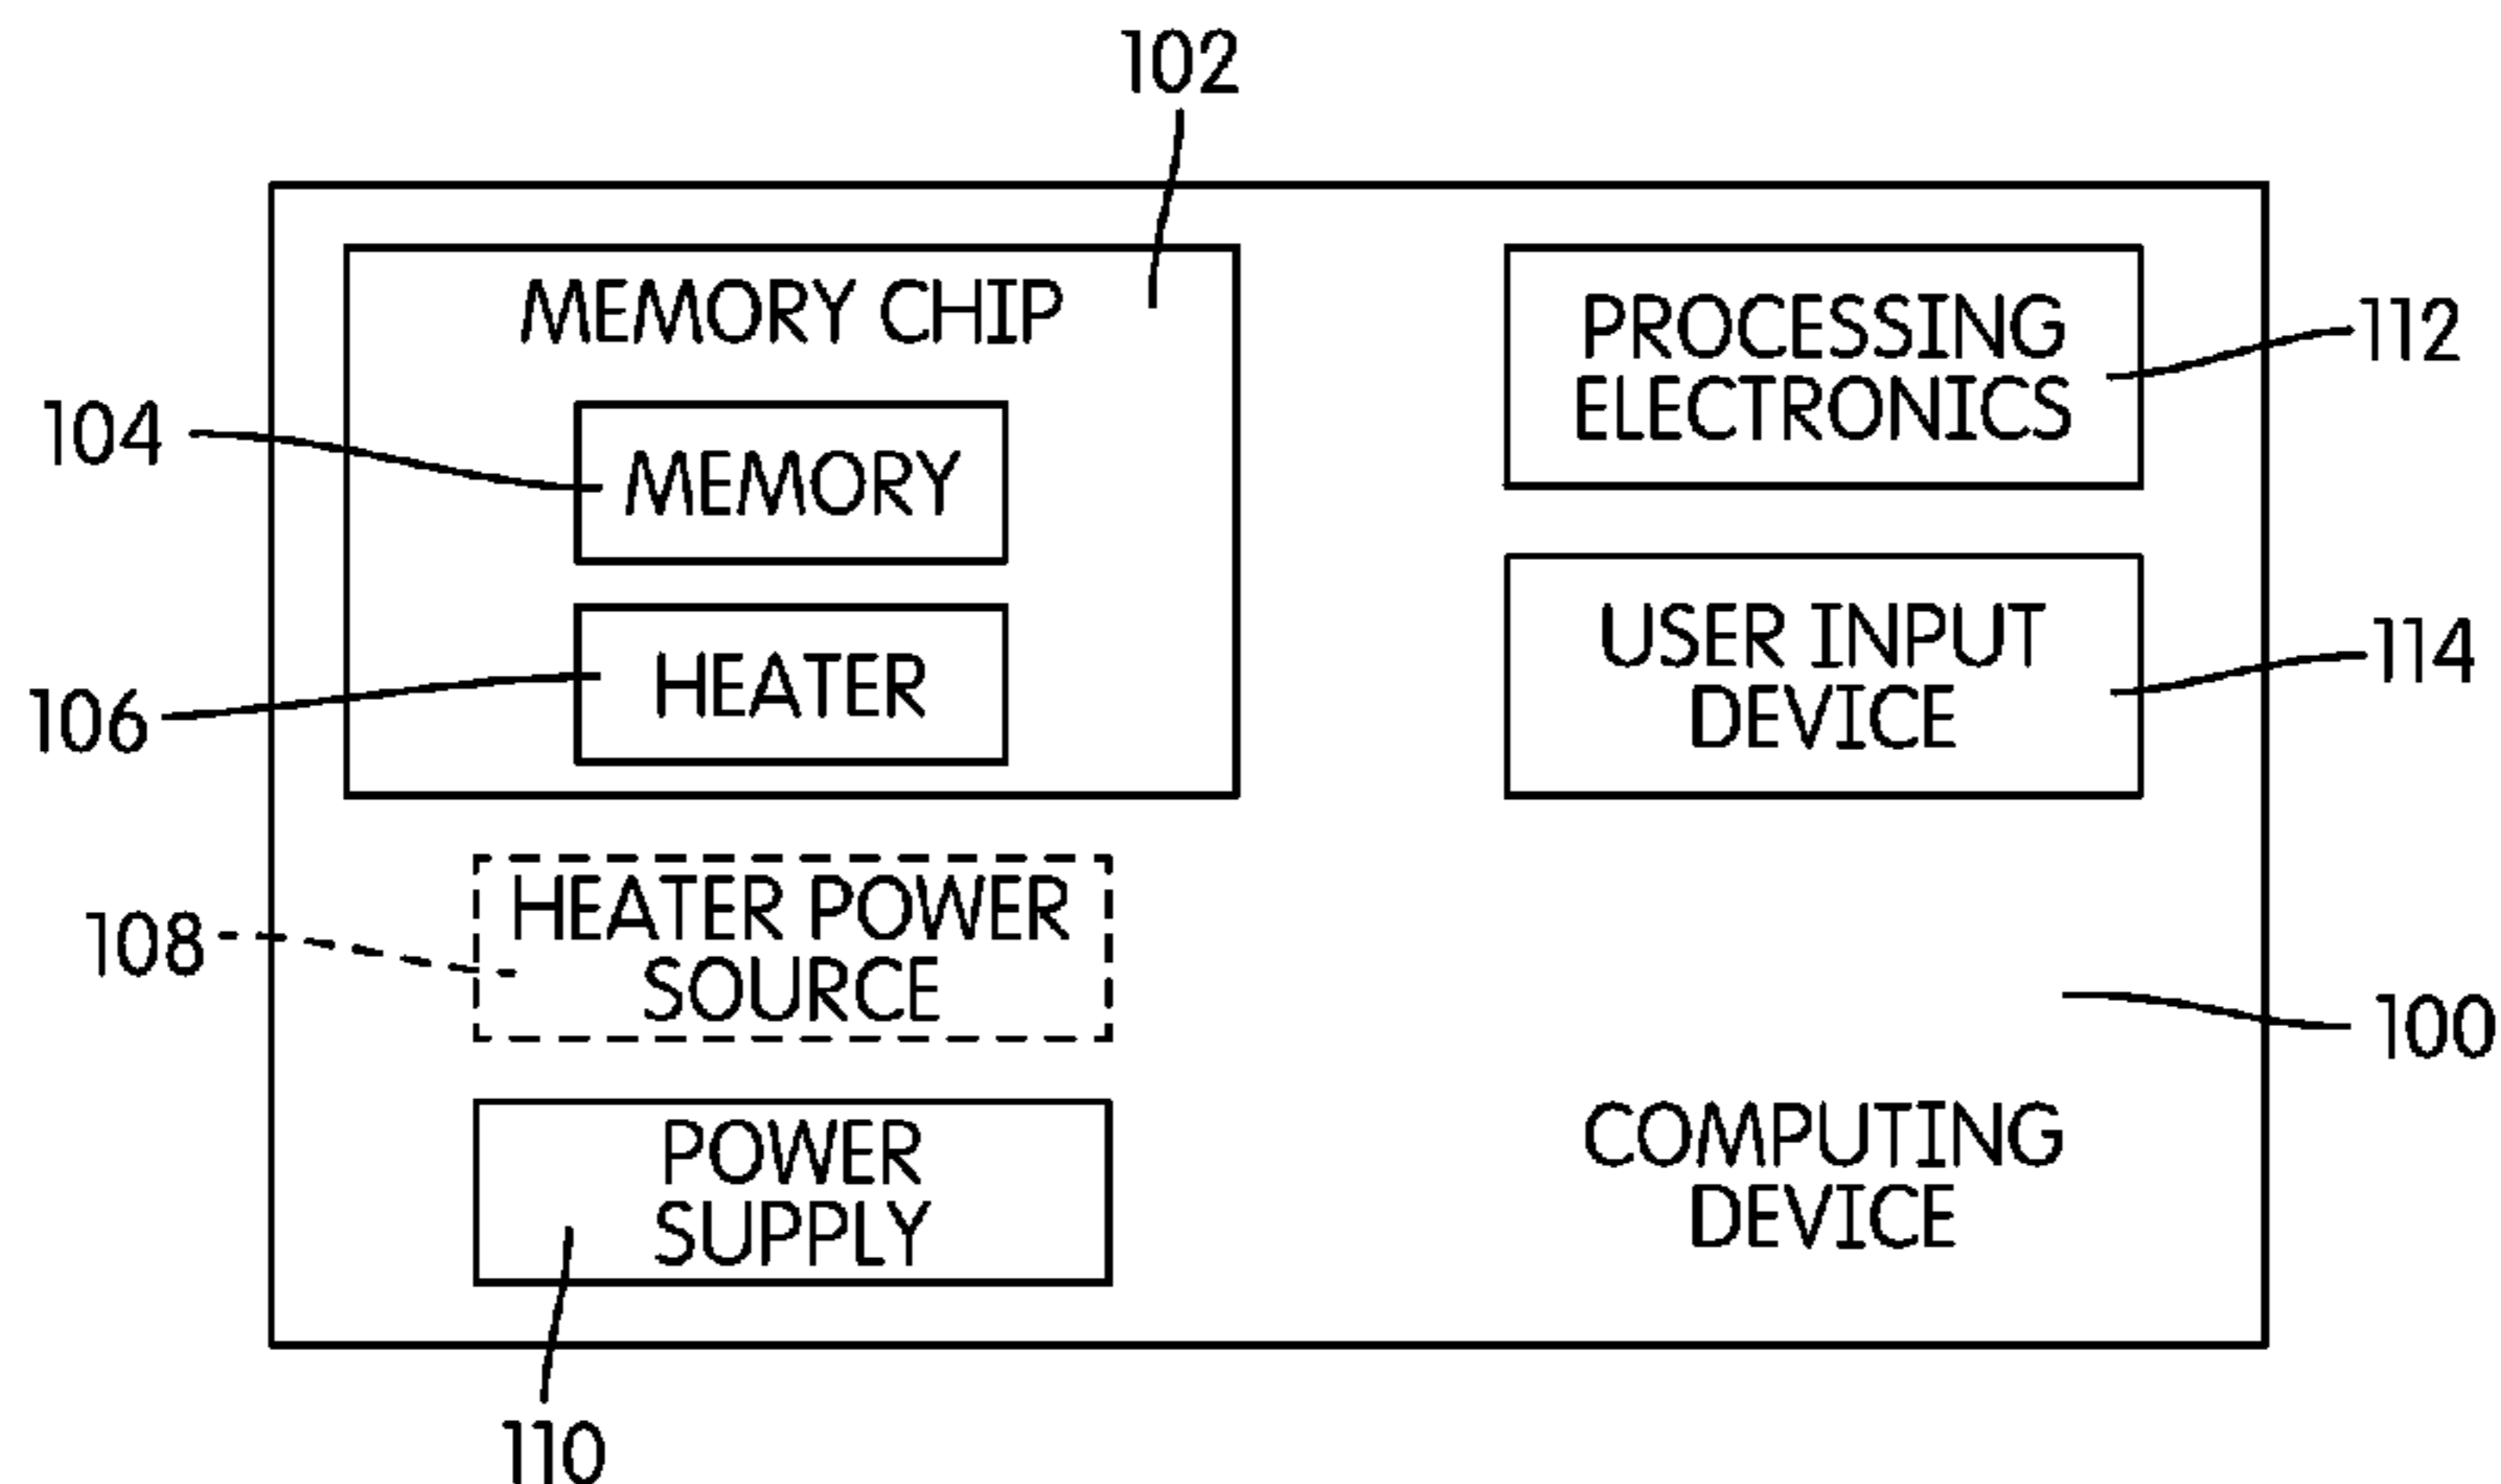 102
MEMORY CHIP
PROCESSING
ELECTRONICS
112
104
MEMORY
USER INPUT
DEVICE
114
106
HEATER
108
HEATER POWER
SOURCE
100
POWER
SUPPLY
COMPUTING
DEVICE
110